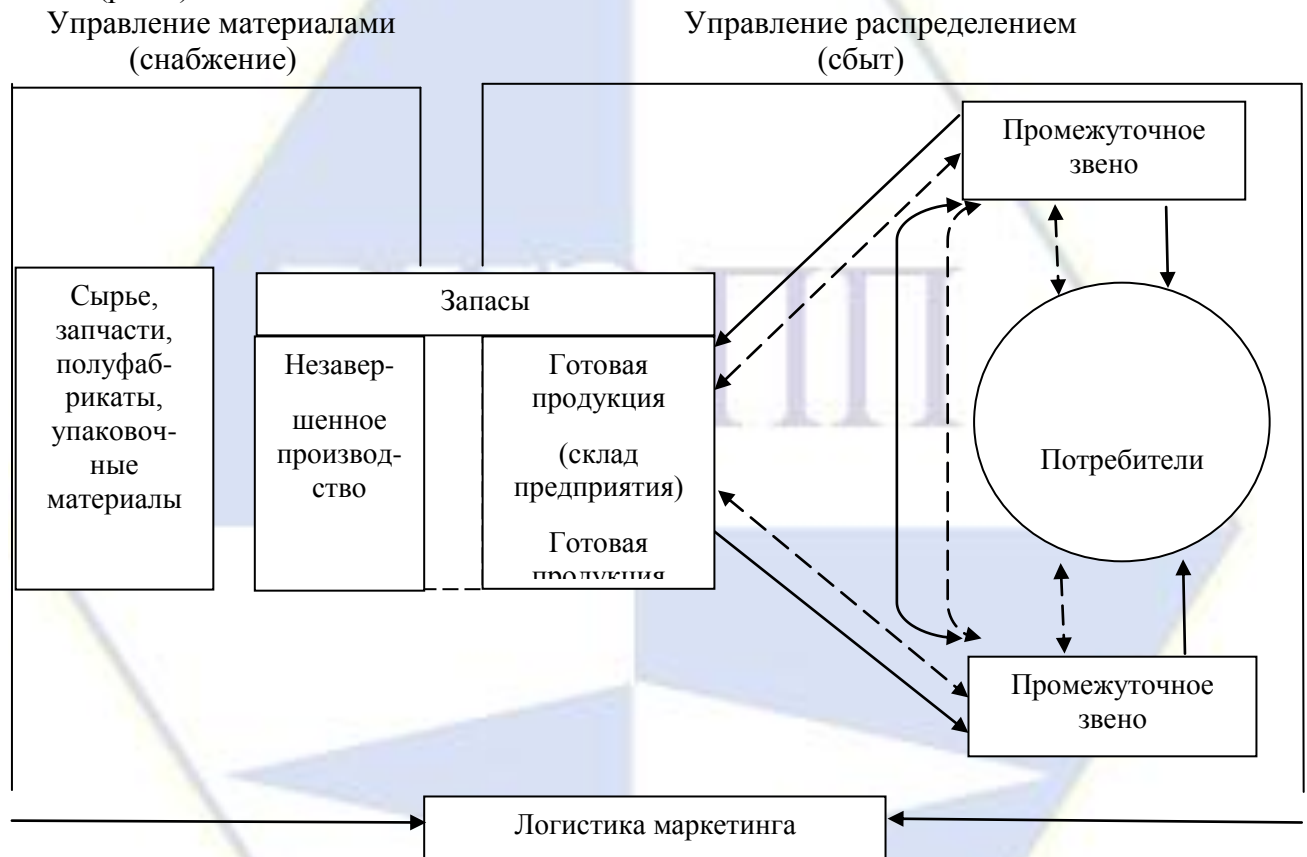 Управление материалами
(снабжение)
Управление распределением
(сбыт)
Промежуточное
звено
Сырье,
запчасти,
полуфаб-
рикаты,
упаковоч-
ные
материалы
Запасы
Незавер-
шенное
производ-
ство
Готовая
продукция
(склад
предприятия)
Готовая
продукция
Потребители
Промежуточное
звено
Логистика маркетинга